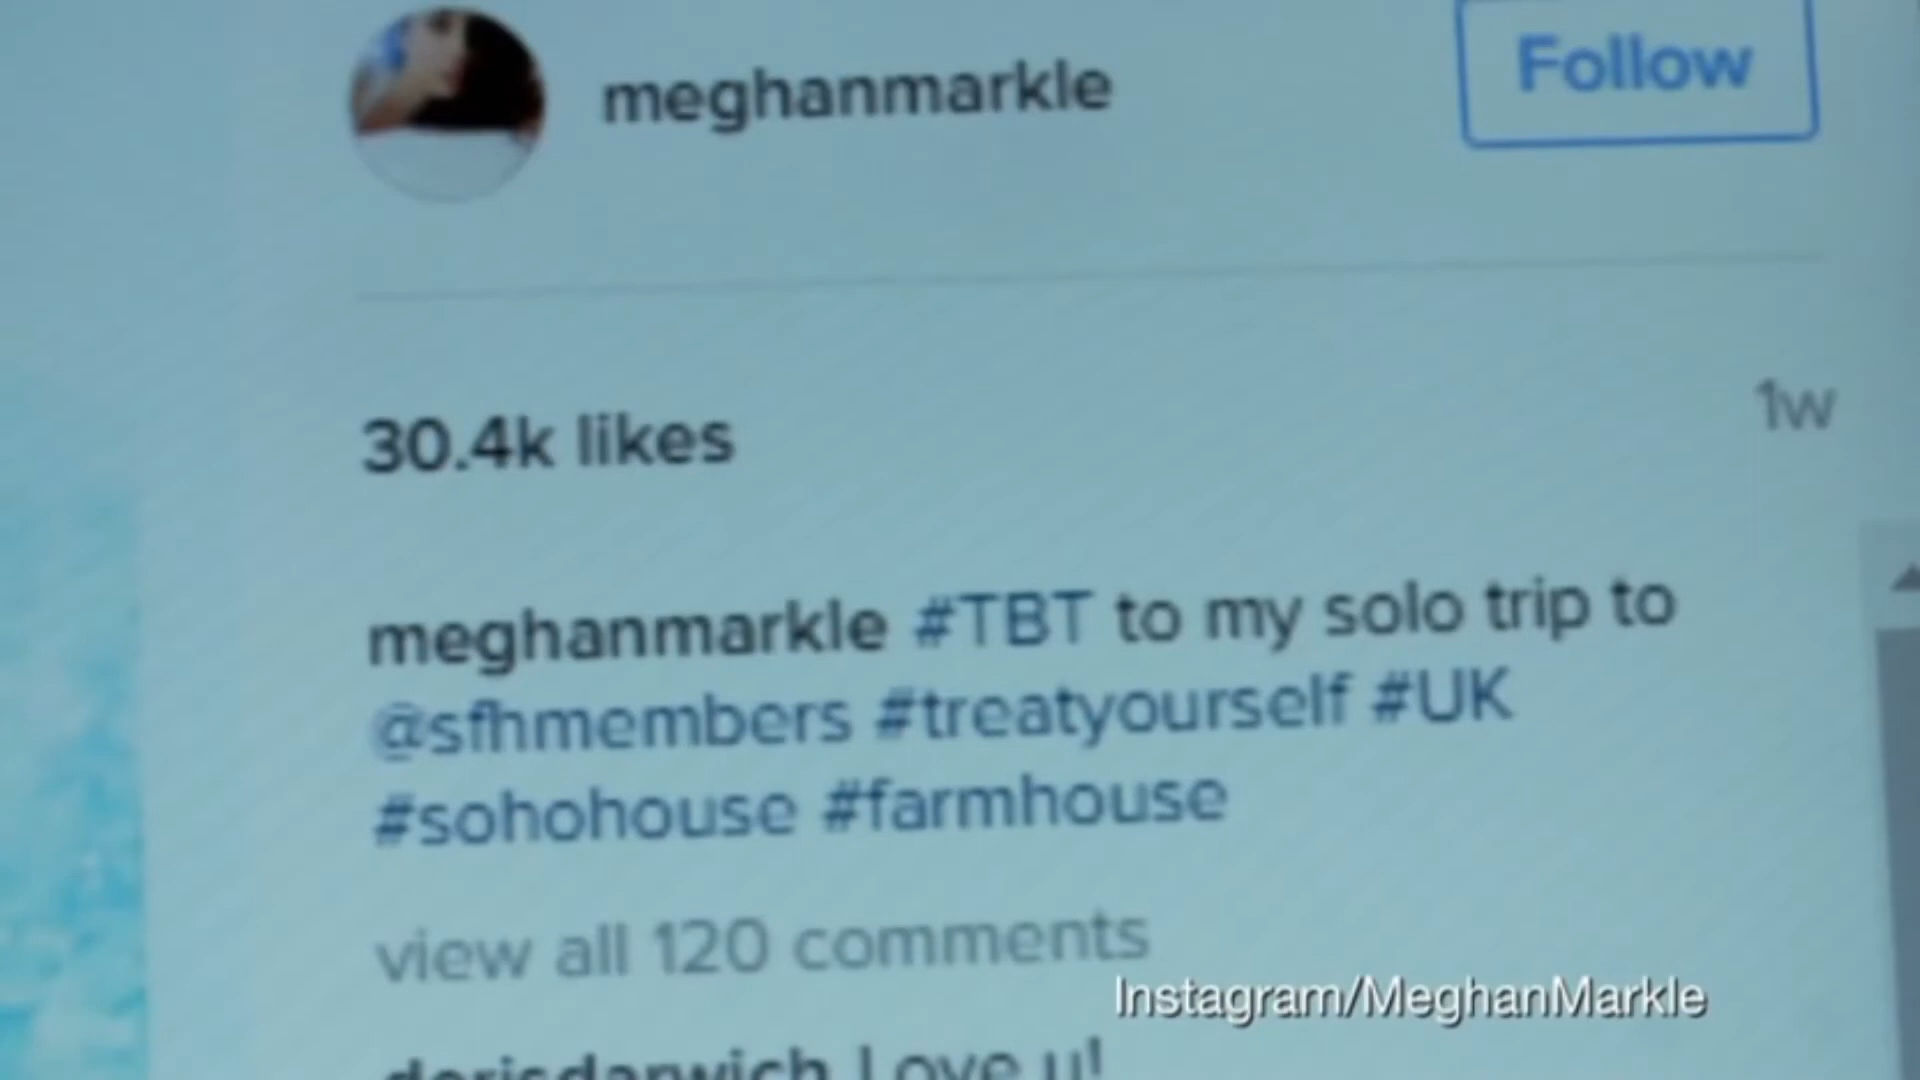 meghanmarkle
Follow
30.4k likes
1w
meghanmarkle #TBT to my solo trip to
@sfhmembers #treatyourself #UK
#sohohouse #farmhouse
view all 120 comments
Instagram/MeghanMarkle
dorisdarwich Love u!